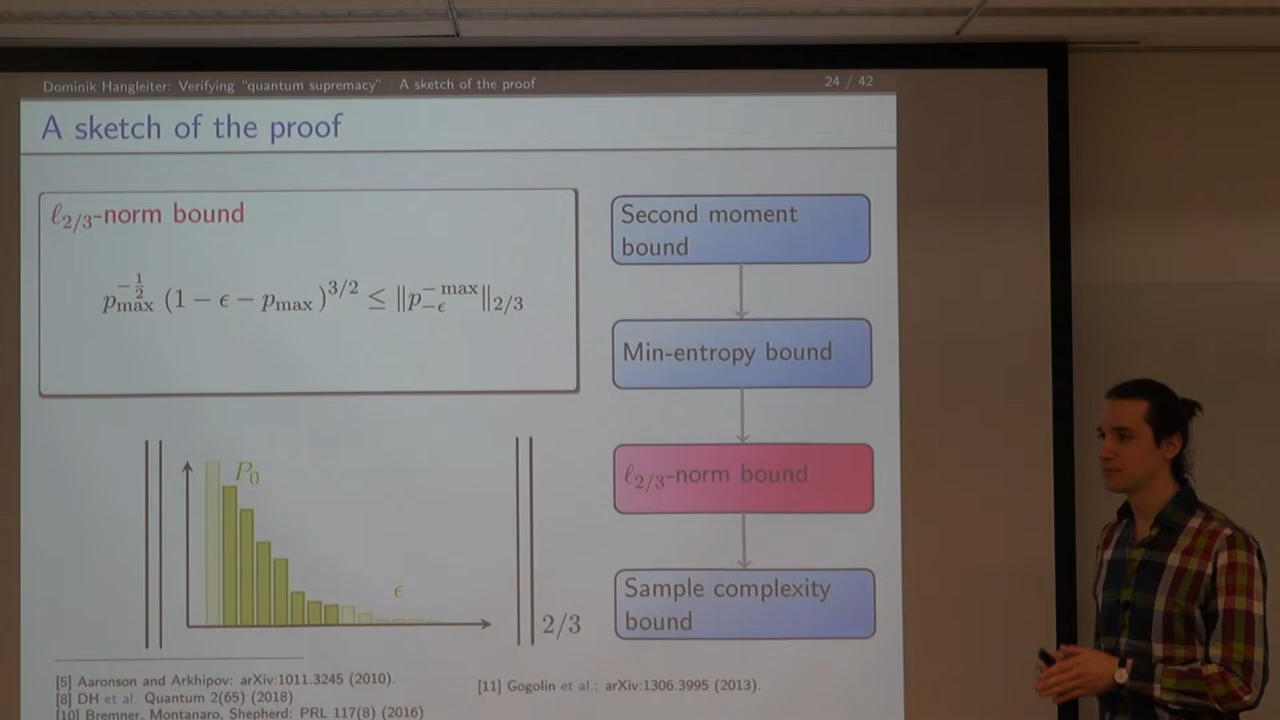 Dominik Hangleiter: Verifying "quantum supremacy" A sketch of the proof 24 / 42
A sketch of the proof
ℓ2/3-norm bound
p_max^{-1/2} (1 − ϵ − p_max)^{3/2} ≤ ‖p_{−ϵ}^{−max}‖_{2/3}
Second moment
bound
Min-entropy bound
ℓ2/3-norm bound
Sample complexity
bound
P0
ϵ
2/3
[5] Aaronson and Arkhipov: arXiv:1011.3245 (2010).
[8] DH et al. Quantum 2(65) (2018)
[10] Bremner, Montanaro, Shepherd: PRL 117(8) (2016)
[11] Gogolin et al.: arXiv:1306.3995 (2013).